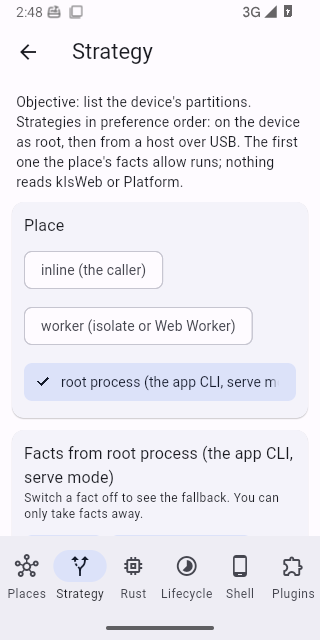 2:48
3G
Strategy
Objective: list the device's partitions.
Strategies in preference order: on the device
as root, then from a host over USB. The first
one the place's facts allow runs; nothing
reads kIsWeb or Platform.
Place
inline (the caller)
worker (isolate or Web Worker)
root process (the app CLI, serve m
Facts from root process (the app CLI,
serve mode)
Switch a fact off to see the fallback. You can
only take facts away.
Places
Strategy
Rust
Lifecycle
Shell
Plugins